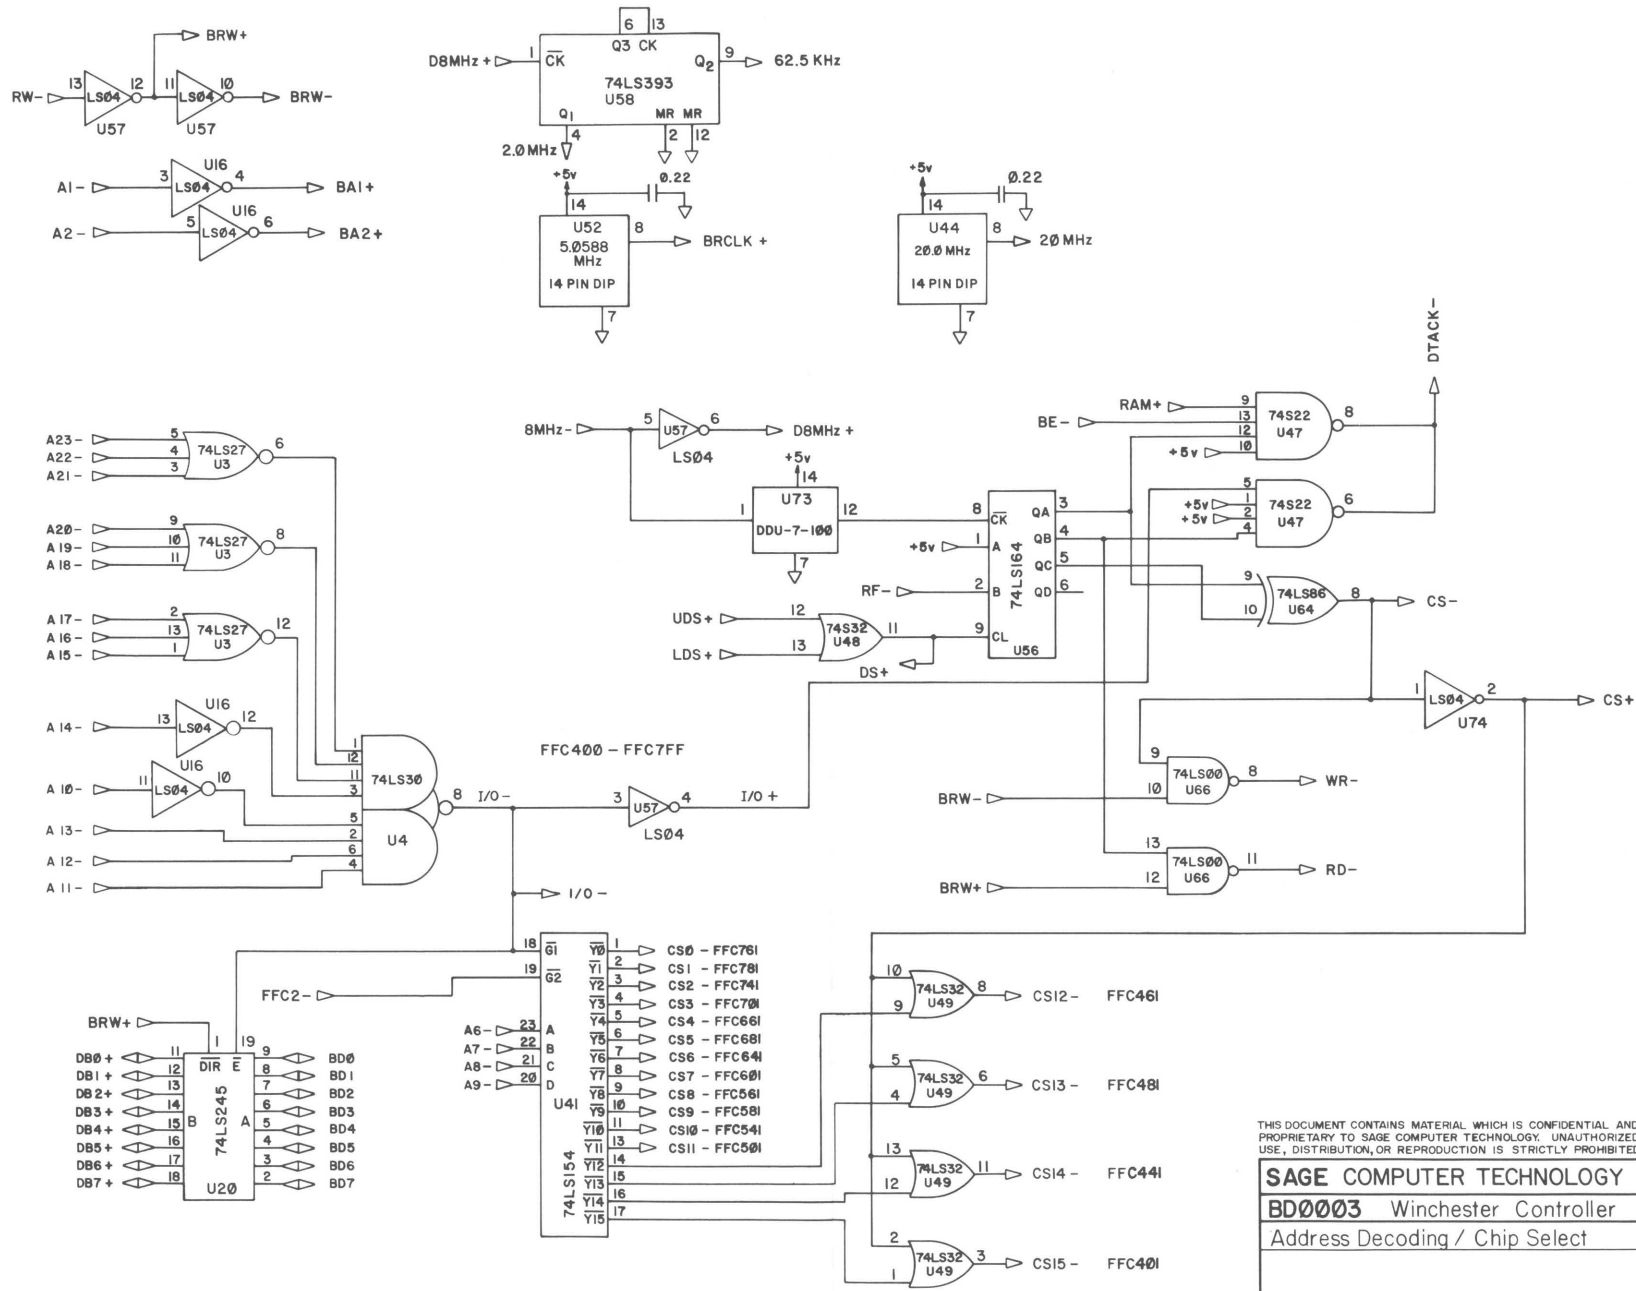 BRW+
RW-
13
LS04
12
U57
11
LS04
10
U57
BRW-
A1-
3
U16
LS04
4
BA1+
A2-
5
U16
LS04
6
BA2+
6 13
Q3 CK
D8MHz+
1
CK
Q2
9
62.5 KHz
74LS393
U58
Q1
MR MR
4
2
12
2.0 MHz
+5v
0.22
14
U52
5.0588
MHz
14 PIN DIP
8
BRCLK +
7
+5v
0.22
14
U44
20.0 MHz
14 PIN DIP
8
20 MHz
7
A23-
A22-
A21-
5
4
3
74LS27
U3
6
A20-
A19-
A18-
9
10
11
74LS27
U3
8
A17-
A16-
A15-
2
13
1
74LS27
U3
12
A14-
13
U16
LS04
12
A10-
11
U16
LS04
10
A13-
A12-
A11-
1
12
11
3
5
2
6
4
74LS30
U4
8
I/O-
FFC400-FFC7FF
3
U57
4
LS04
I/O+
I/O-
8MHz-
5
U57
6
LS04
D8MHz+
+5v
14
1
U73
DDU-7-100
12
7
8
CK
+5v
1
A
RF-
2
B
9
CL
74LS164
U56
QA
3
QB
4
QC
5
QD
6
UDS+
12
LDS+
13
74S32
U48
11
DS+
RAM+
BE-
+5v
9
13
12
10
74S22
U47
8
DTACK-
5
1
2
4
+5v
+5v
74S22
U47
6
9
10
74LS86
U64
8
CS-
1
LS04
2
U74
CS+
9
10
BRW-
74LS00
U66
8
WR-
13
12
BRW+
74LS00
U66
11
RD-
18
G1
19
G2
FFC2-
A6-
A7-
A8-
A9-
23
22
21
20
A
B
C
D
U41
74LS154
Y0 1 CS0 - FFC761
Y1 2 CS1 - FFC781
Y2 3 CS2 - FFC741
Y3 4 CS3 - FFC701
Y4 5 CS4 - FFC661
Y5 6 CS5 - FFC681
Y6 7 CS6 - FFC641
Y7 8 CS7 - FFC601
Y8 9 CS8 - FFC561
Y9 10 CS9 - FFC581
Y10 11 CS10 - FFC541
Y11 13 CS11 - FFC501
Y12 14
Y13 15
Y14 16
Y15 17
BRW+
1 19
DIR E
DB0+ 11 9 BD0
DB1+ 12 8 BD1
DB2+ 13 7 BD2
DB3+ 14 6 BD3
DB4+ 15 5 BD4
DB5+ 16 4 BD5
DB6+ 17 3 BD6
DB7+ 18 2 BD7
B
A
74LS245
U20
10
9
74LS32
U49
8
CS12- FFC461
5
4
74LS32
U49
6
CS13- FFC481
13
12
74LS32
U49
11
CS14- FFC441
2
1
74LS32
U49
3
CS15- FFC401
THIS DOCUMENT CONTAINS MATERIAL WHICH IS CONFIDENTIAL AND
PROPRIETARY TO SAGE COMPUTER TECHNOLOGY. UNAUTHORIZED
USE, DISTRIBUTION, OR REPRODUCTION IS STRICTLY PROHIBITED
SAGE COMPUTER TECHNOLOGY
BD0003 Winchester Controller
Address Decoding / Chip Select